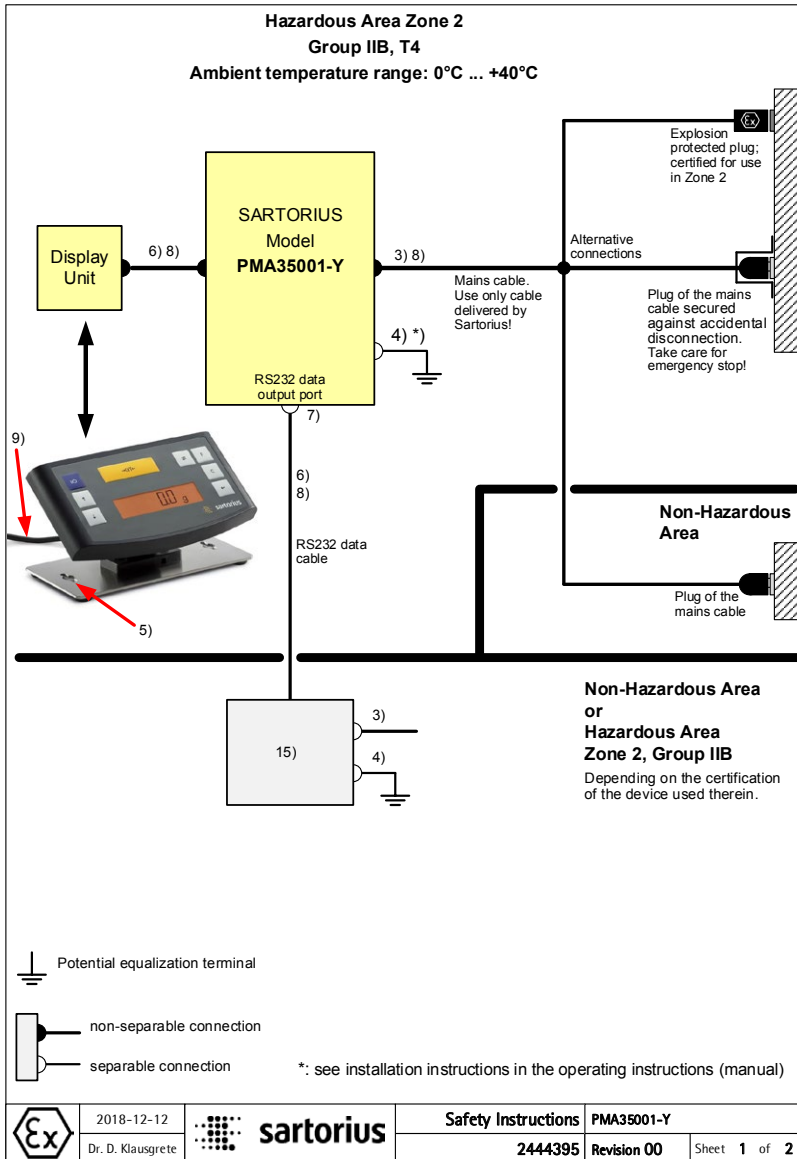 Hazardous Area Zone 2
Group IIB, T4
Ambient temperature range: 0°C ... +40°C
Explosion
protected plug;
certified for use
in Zone 2
SARTORIUS
Model
PMA35001-Y
Display
Unit
6) 8)
3) 8)
Alternative
connections
Mains cable.
Use only cable
delivered by
Sartorius!
Plug of the mains
cable secured
against accidental
disconnection.
Take care for
emergency stop!
4) *)
RS232 data
output port
7)
9)
6)
8)
0.0 g
sartorius
RS232 data
cable
5)
Non-Hazardous
Area
Plug of the
mains cable
15)
3)
4)
Non-Hazardous Area
or
Hazardous Area
Zone 2, Group IIB
Depending on the certification
of the device used therein.
Potential equalization terminal
non-separable connection
separable connection
*: see installation instructions in the operating instructions (manual)
Ex
2018-12-12
Dr. D. Klausgrete
sartorius
Safety Instructions
PMA35001-Y
2444395
Revision 00
Sheet 1 of 2